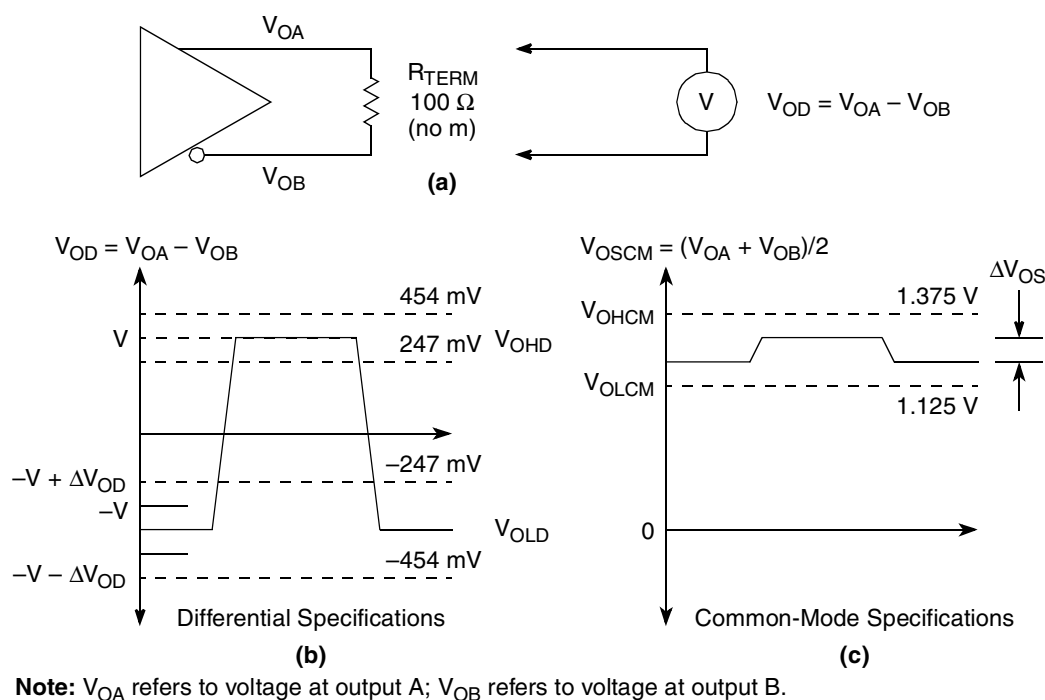 V_OA
R_TERM
100 Ω
(no m)
V_OB
V
V_OD = V_OA – V_OB
(a)
V_OD = V_OA – V_OB
454 mV
V
247 mV
V_OHD
–247 mV
–V + ΔV_OD
–V
V_OLD
–454 mV
–V – ΔV_OD
Differential Specifications
(b)
V_OSCM = (V_OA + V_OB)/2
ΔV_OS
1.375 V
V_OHCM
V_OLCM
1.125 V
0
Common-Mode Specifications
(c)
Note: V_OA refers to voltage at output A; V_OB refers to voltage at output B.